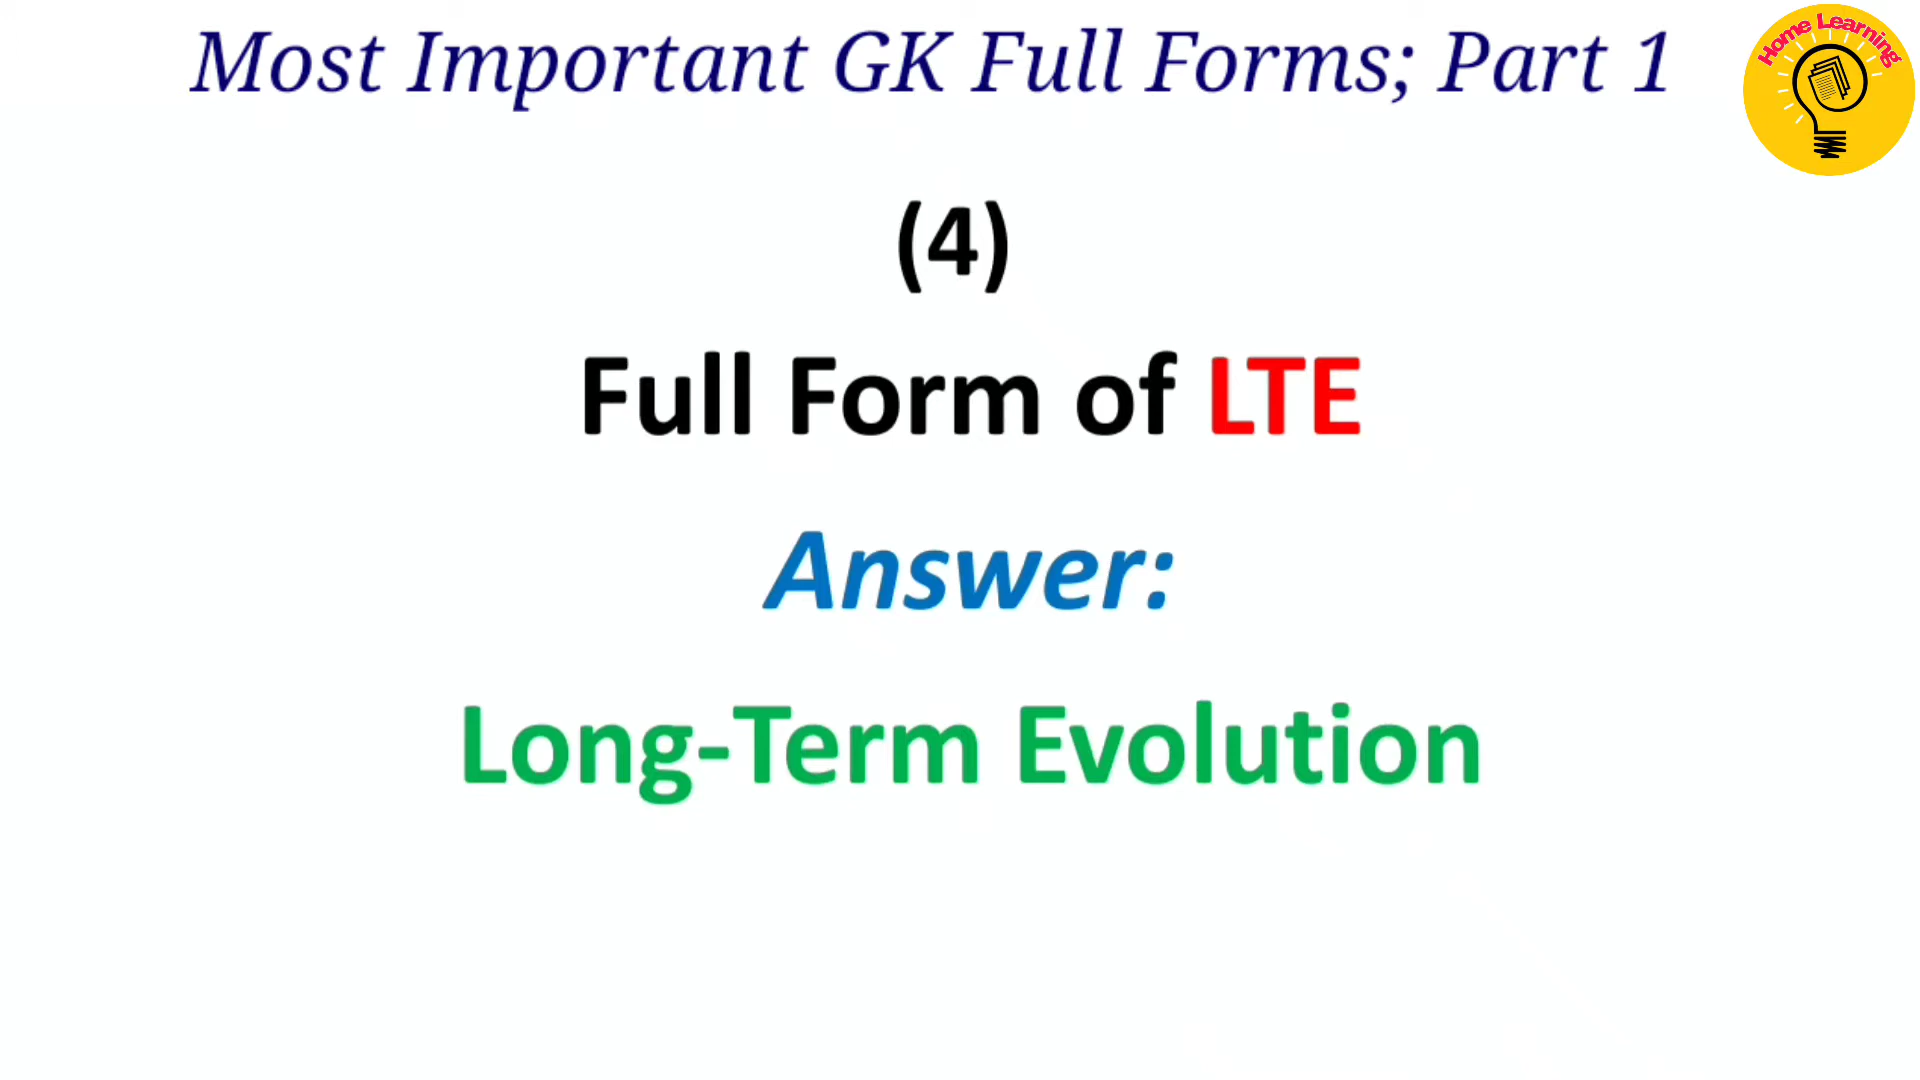 Most Important GK Full Forms; Part 1
Home Learning
(4)
Full Form of LTE
Answer:
Long-Term Evolution